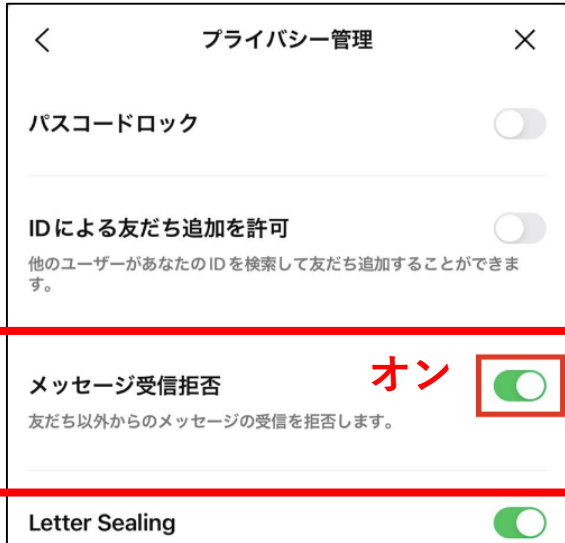 プライバシー管理
パスコードロック
IDによる友だち追加を許可
他のユーザーがあなたのIDを検索して友だち追加することができま
す。
メッセージ受信拒否
オン
友だち以外からのメッセージの受信を拒否します。
Letter Sealing